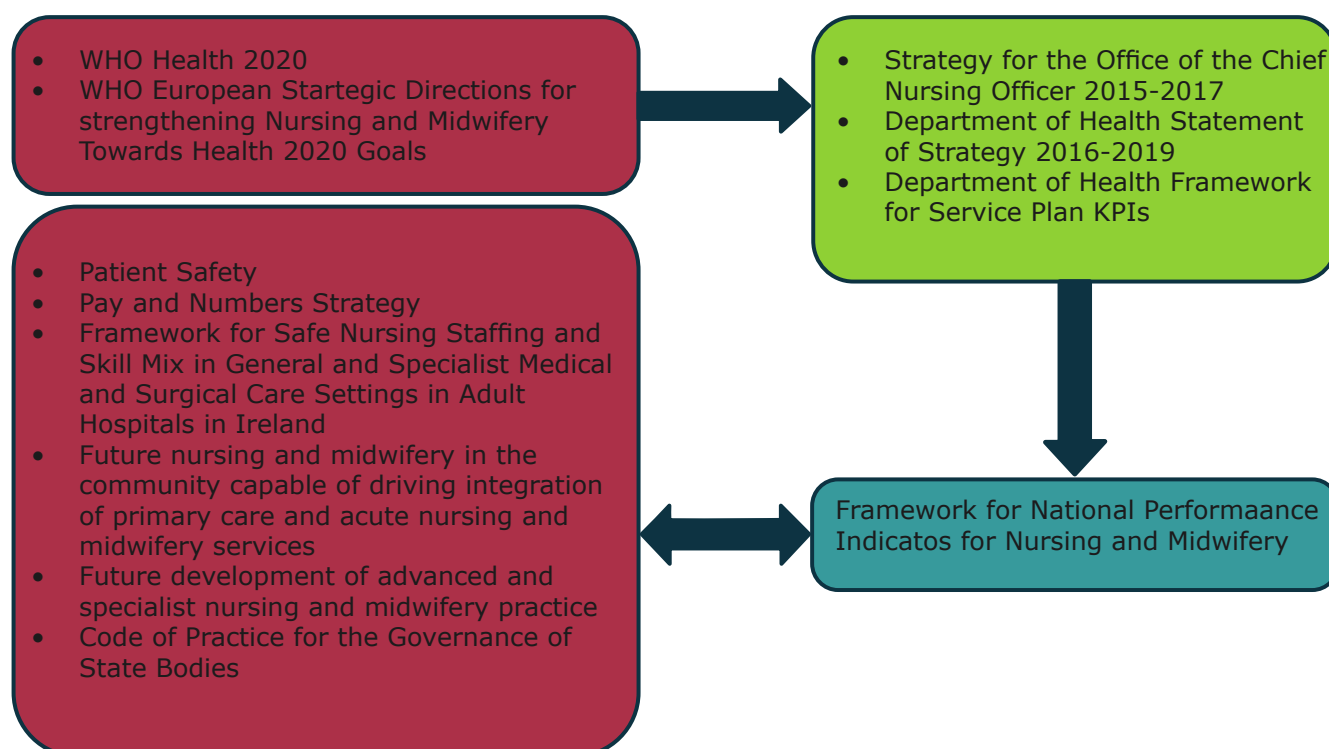 • WHO Health 2020
• WHO European Startegic Directions for
strengthening Nursing and Midwifery
Towards Health 2020 Goals
• Strategy for the Office of the Chief
Nursing Officer 2015-2017
• Department of Health Statement
of Strategy 2016-2019
• Department of Health Framework
for Service Plan KPIs
• Patient Safety
• Pay and Numbers Strategy
• Framework for Safe Nursing Staffing and
Skill Mix in General and Specialist Medical
and Surgical Care Settings in Adult
Hospitals in Ireland
• Future nursing and midwifery in the
community capable of driving integration
of primary care and acute nursing and
midwifery services
• Future development of advanced and
specialist nursing and midwifery practice
• Code of Practice for the Governance of
State Bodies
Framework for National Performaance
Indicatos for Nursing and Midwifery